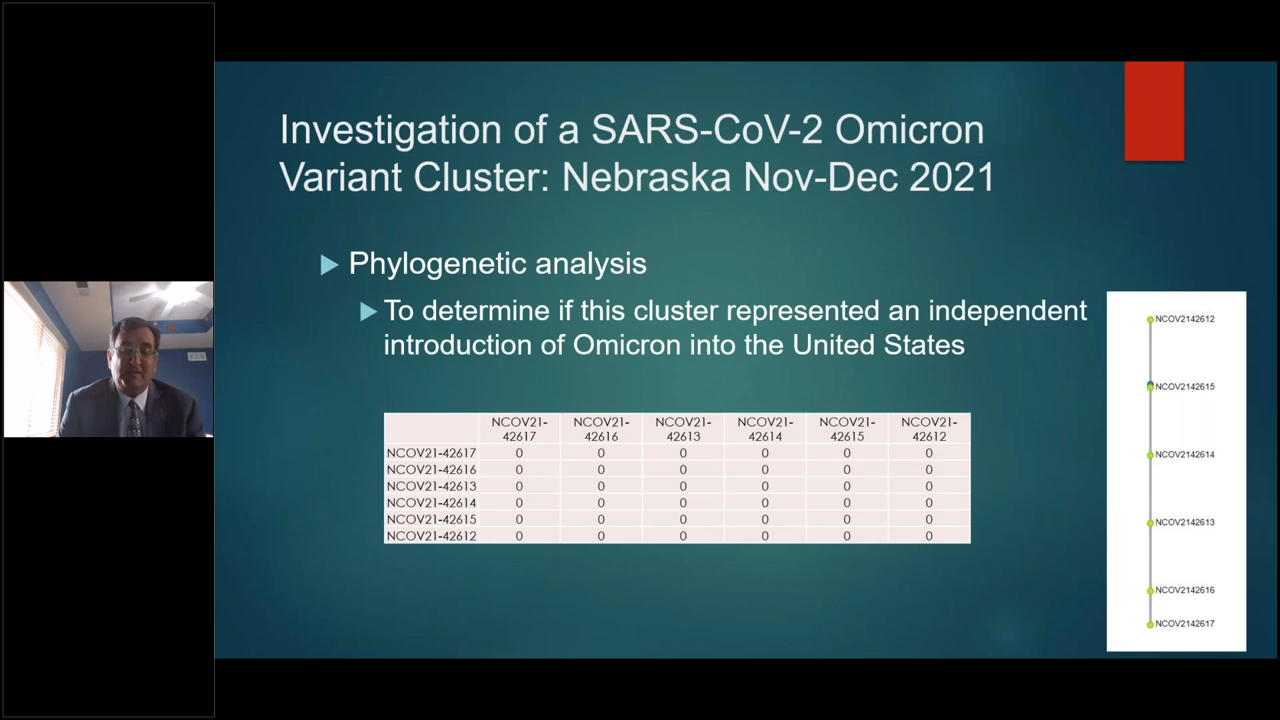 Investigation of a SARS-CoV-2 Omicron
Variant Cluster: Nebraska Nov-Dec 2021
Phylogenetic analysis
To determine if this cluster represented an independent
introduction of Omicron into the United States
NCOV21-42617 NCOV21-42616 NCOV21-42613 NCOV21-42614 NCOV21-42615 NCOV21-42612
NCOV21-42617 0 0 0 0 0 0
NCOV21-42616 0 0 0 0 0 0
NCOV21-42613 0 0 0 0 0 0
NCOV21-42614 0 0 0 0 0 0
NCOV21-42615 0 0 0 0 0 0
NCOV21-42612 0 0 0 0 0 0
NCOV2142612
NCOV2142615
NCOV2142614
NCOV2142613
NCOV2142616
NCOV2142617